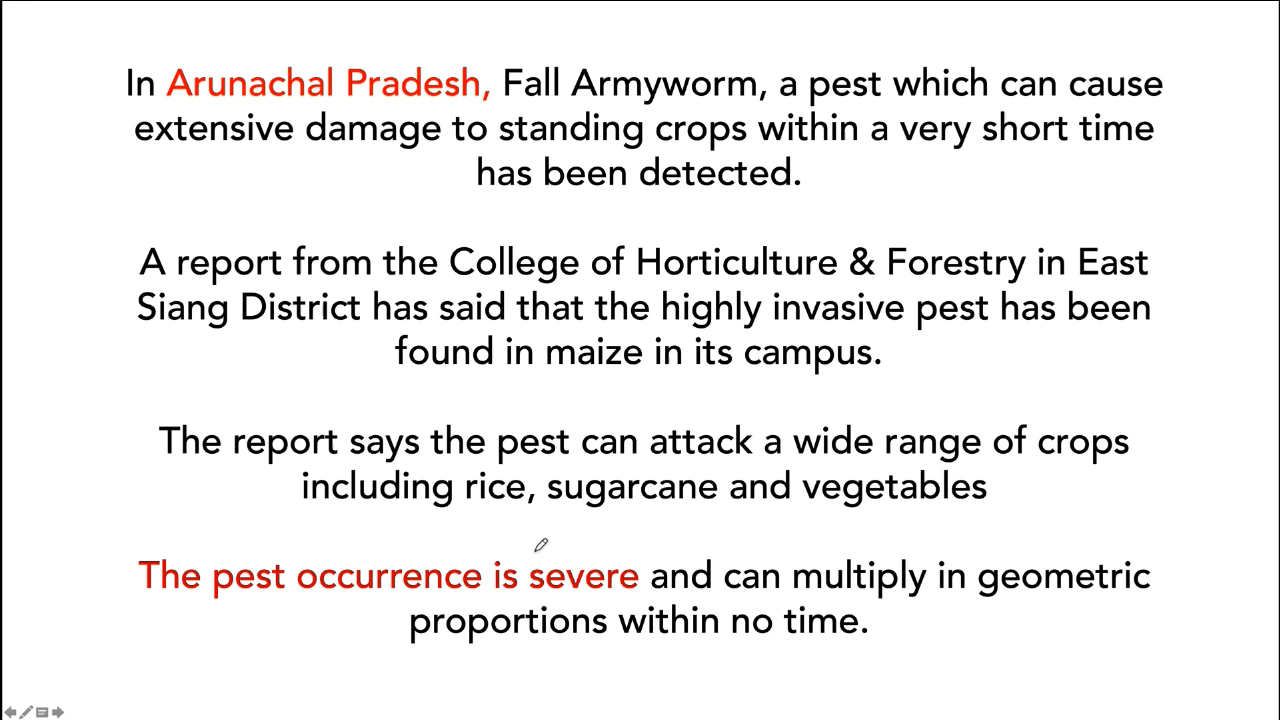 In Arunachal Pradesh, Fall Armyworm, a pest which can cause
extensive damage to standing crops within a very short time
has been detected.
A report from the College of Horticulture & Forestry in East
Siang District has said that the highly invasive pest has been
found in maize in its campus.
The report says the pest can attack a wide range of crops
including rice, sugarcane and vegetables
The pest occurrence is severe and can multiply in geometric
proportions within no time.